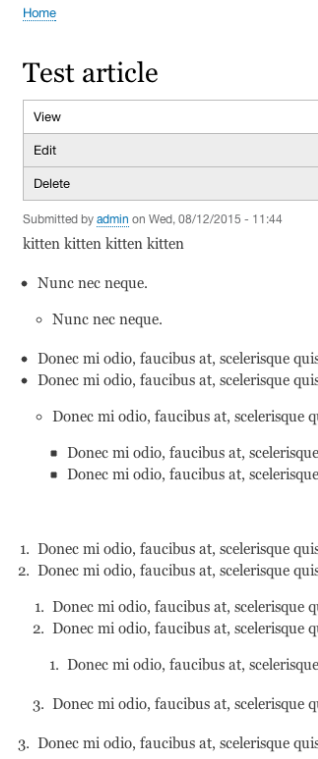 Home
Test article
View
Edit
Delete
Submitted by admin on Wed, 08/12/2015 - 11:44
kitten kitten kitten kitten
• Nunc nec neque.
◦ Nunc nec neque.
• Donec mi odio, faucibus at, scelerisque quis
• Donec mi odio, faucibus at, scelerisque quis
◦ Donec mi odio, faucibus at, scelerisque
▪ Donec mi odio, faucibus at, scelerisque
▪ Donec mi odio, faucibus at, scelerisque
1. Donec mi odio, faucibus at, scelerisque quis
2. Donec mi odio, faucibus at, scelerisque quis
1. Donec mi odio, faucibus at, scelerisque
2. Donec mi odio, faucibus at, scelerisque
1. Donec mi odio, faucibus at, scelerisque
3. Donec mi odio, faucibus at, scelerisque
3. Donec mi odio, faucibus at, scelerisque quis